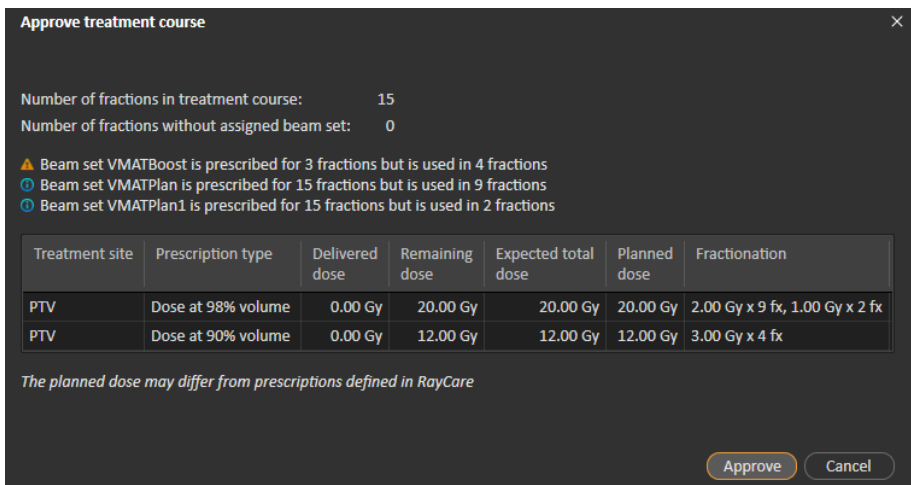 Approve treatment course
Number of fractions in treatment course: 15
Number of fractions without assigned beam set: 0
Beam set VMATBoost is prescribed for 3 fractions but is used in 4 fractions
Beam set VMATPlan is prescribed for 15 fractions but is used in 9 fractions
Beam set VMATPlan1 is prescribed for 15 fractions but is used in 2 fractions
Treatment site Prescription type Delivered dose Remaining dose Expected total dose Planned dose Fractionation
PTV Dose at 98% volume 0.00 Gy 20.00 Gy 20.00 Gy 20.00 Gy 2.00 Gy x 9 fx, 1.00 Gy x 2 fx
PTV Dose at 90% volume 0.00 Gy 12.00 Gy 12.00 Gy 12.00 Gy 3.00 Gy x 4 fx
The planned dose may differ from prescriptions defined in RayCare
Approve Cancel